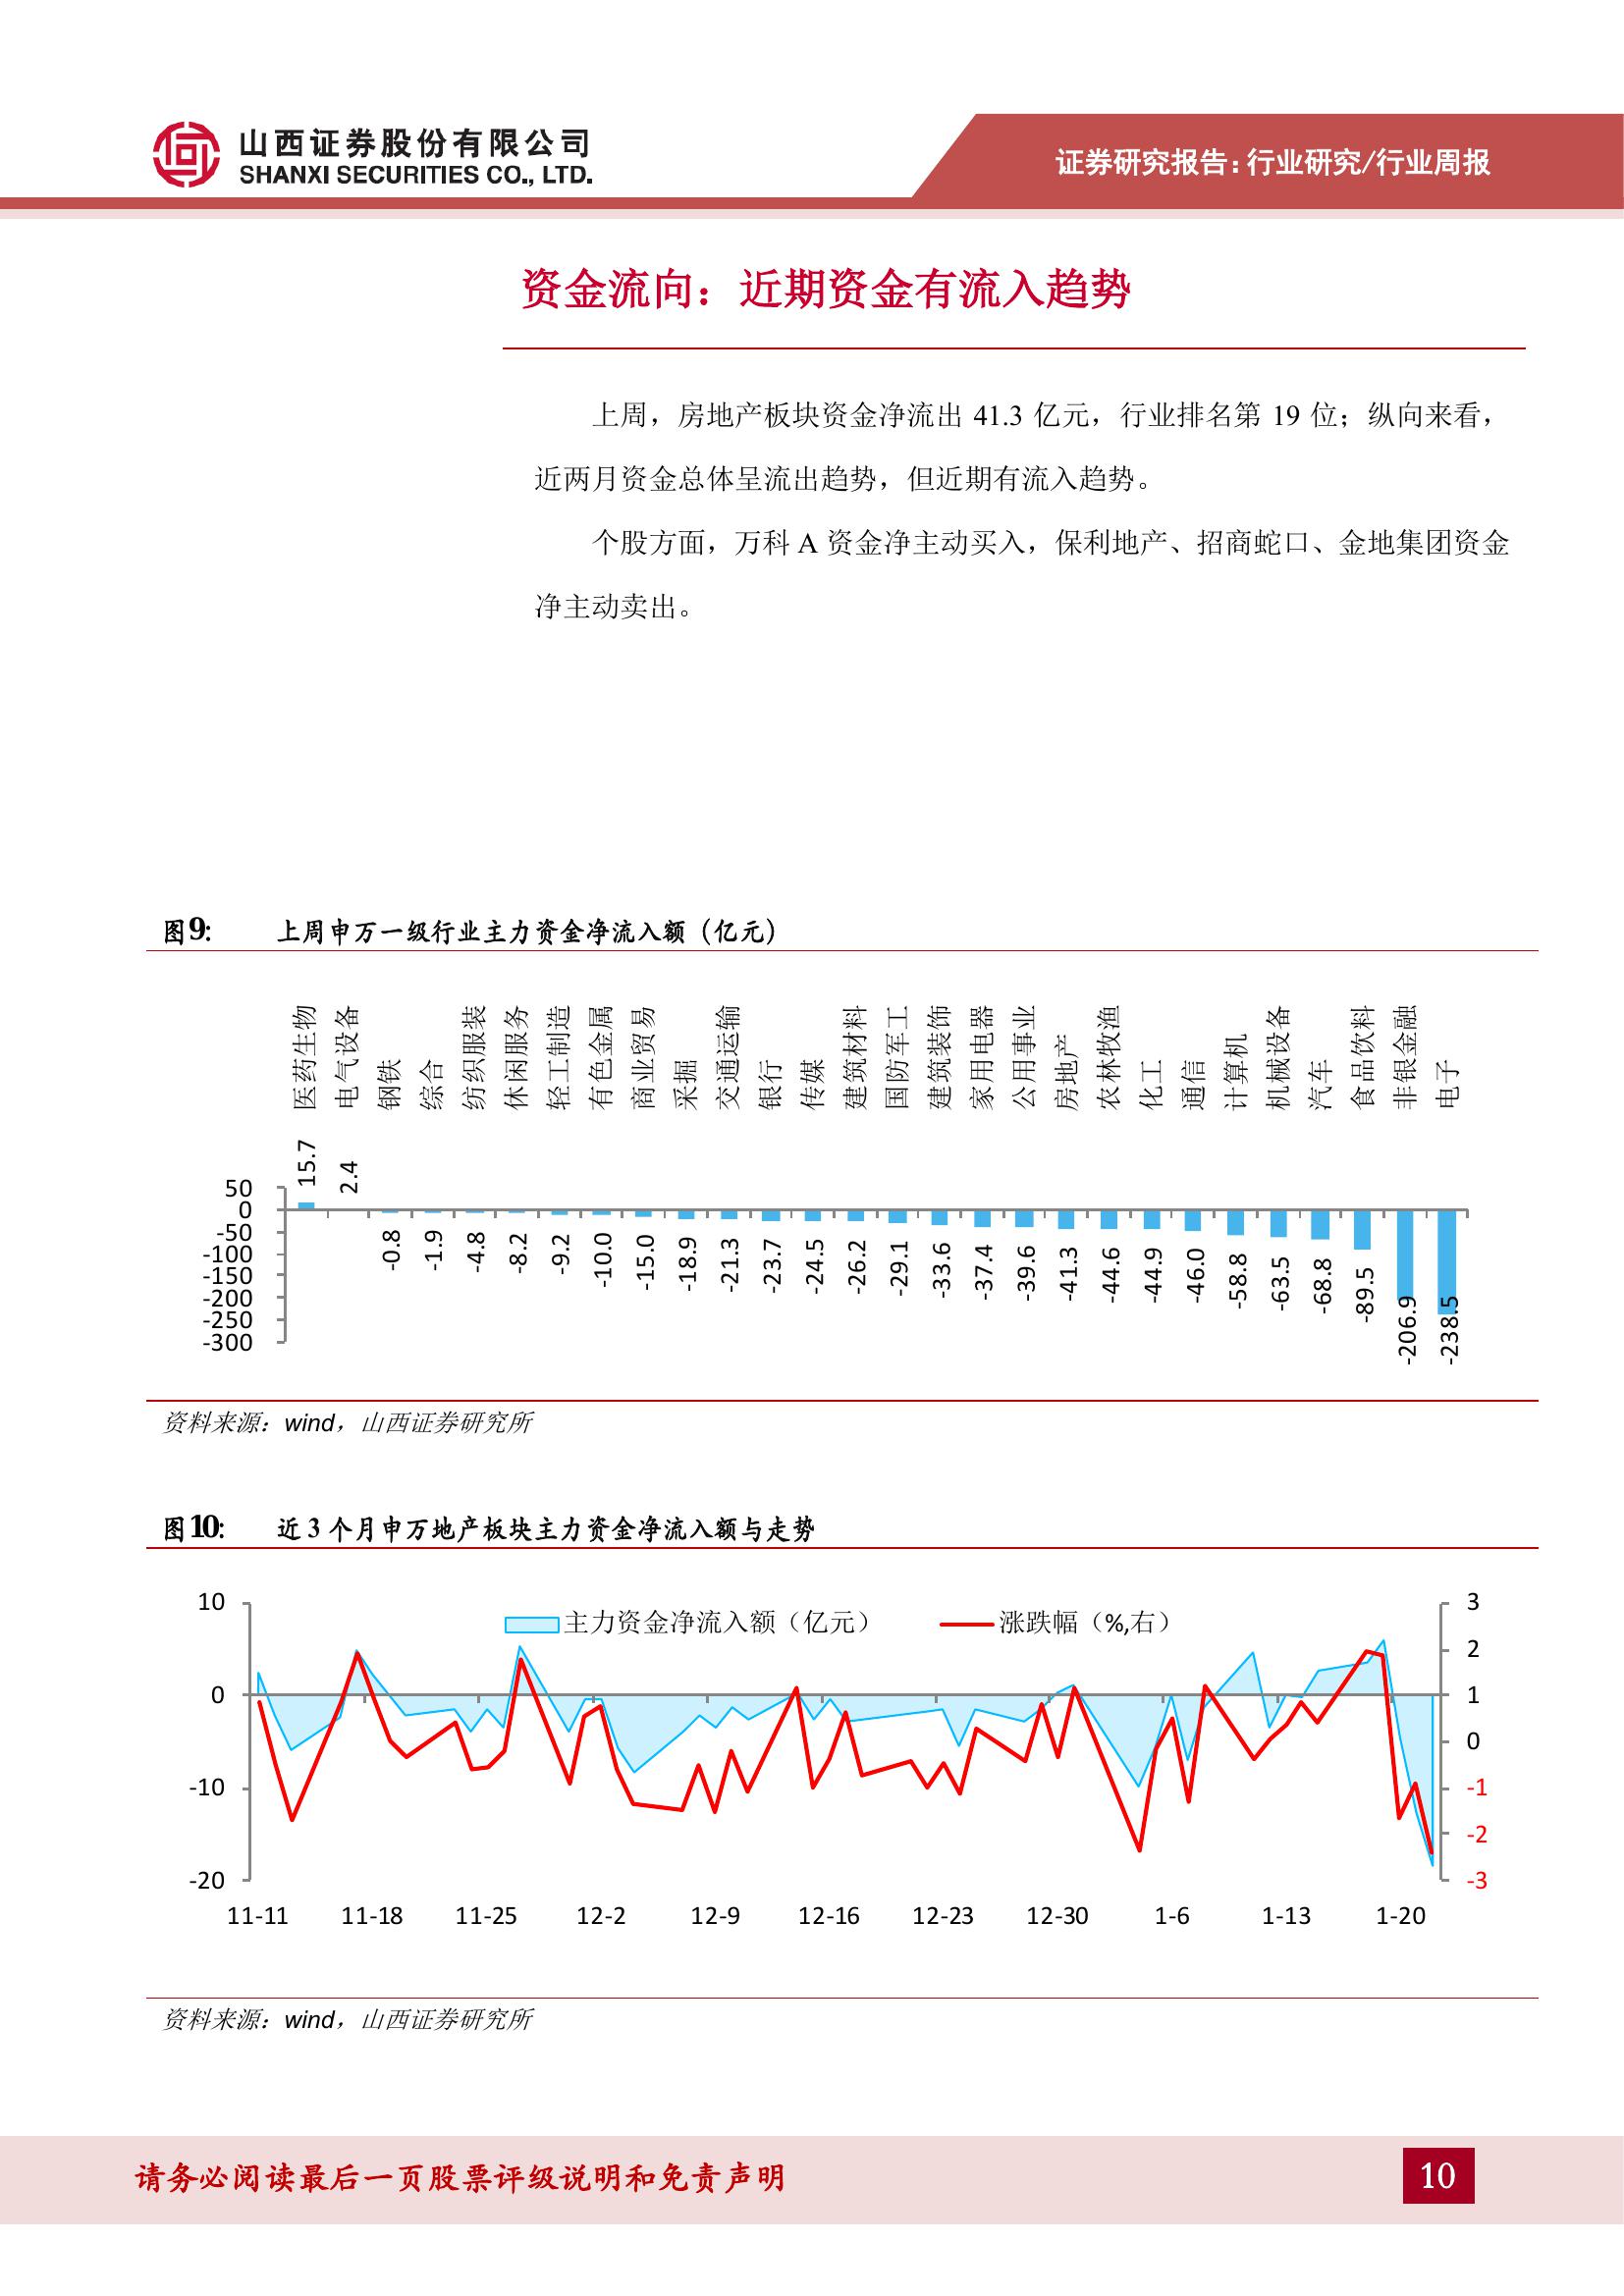 山西证券股份有限公司
SHANXI SECURITIES CO., LTD.
证券研究报告:行业研究/行业周报
资金流向：近期资金有流入趋势
上周，房地产板块资金净流出 41.3 亿元，行业排名第 19 位；纵向来看，
近两月资金总体呈流出趋势，但近期有流入趋势。
个股方面，万科 A 资金净主动买入，保利地产、招商蛇口、金地集团资金
净主动卖出。
图9: 上周申万一级行业主力资金净流入额（亿元）
医药生物
电气设备
钢铁
综合
纺织服装
休闲服务
轻工制造
有色金属
商业贸易
采掘
交通运输
银行
传媒
建筑材料
国防军工
建筑装饰
家用电器
公用事业
房地产
农林牧渔
化工
通信
计算机
机械设备
汽车
食品饮料
非银金融
电子
50
0
-50
-100
-150
-200
-250
-300
15.7
2.4
-0.8
-1.9
-4.8
-8.2
-9.2
-10.0
-15.0
-18.9
-21.3
-23.7
-24.5
-26.2
-29.1
-33.6
-37.4
-39.6
-41.3
-44.6
-44.9
-46.0
-58.8
-63.5
-68.8
-89.5
-206.9
-238.5
资料来源：wind，山西证券研究所
图10: 近 3 个月申万地产板块主力资金净流入额与走势
主力资金净流入额（亿元）
涨跌幅（%,右）
10
0
-10
-20
3
2
1
0
-1
-2
-3
11-11 11-18 11-25 12-2 12-9 12-16 12-23 12-30 1-6 1-13 1-20
资料来源：wind，山西证券研究所
请务必阅读最后一页股票评级说明和免责声明
10